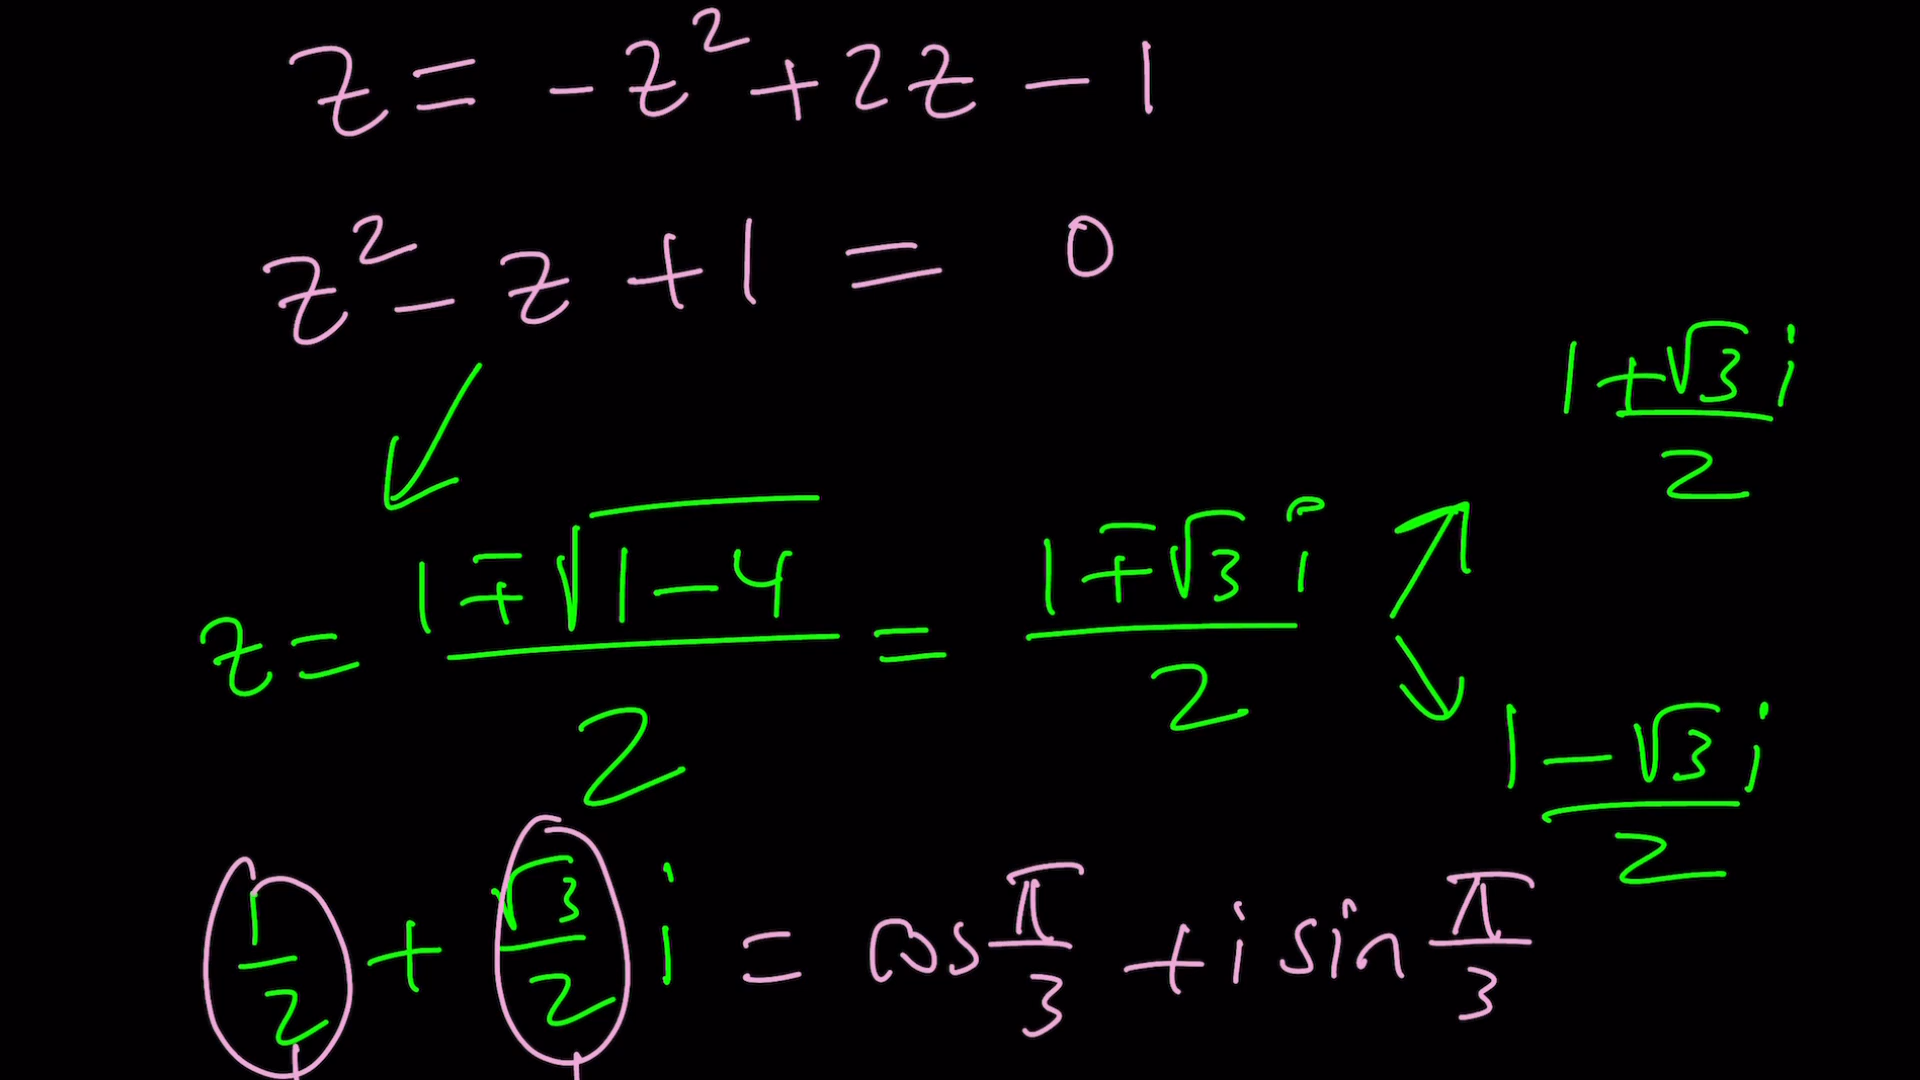 z = -z² + 2z - 1
z² - z + 1 = 0
z = (1 ∓ √(1-4))/2 = (1 ∓ √3 i)/2
(1+√3 i)/2
(1-√3 i)/2
1/2 + √3/2 i = cos π/3 + i sin π/3